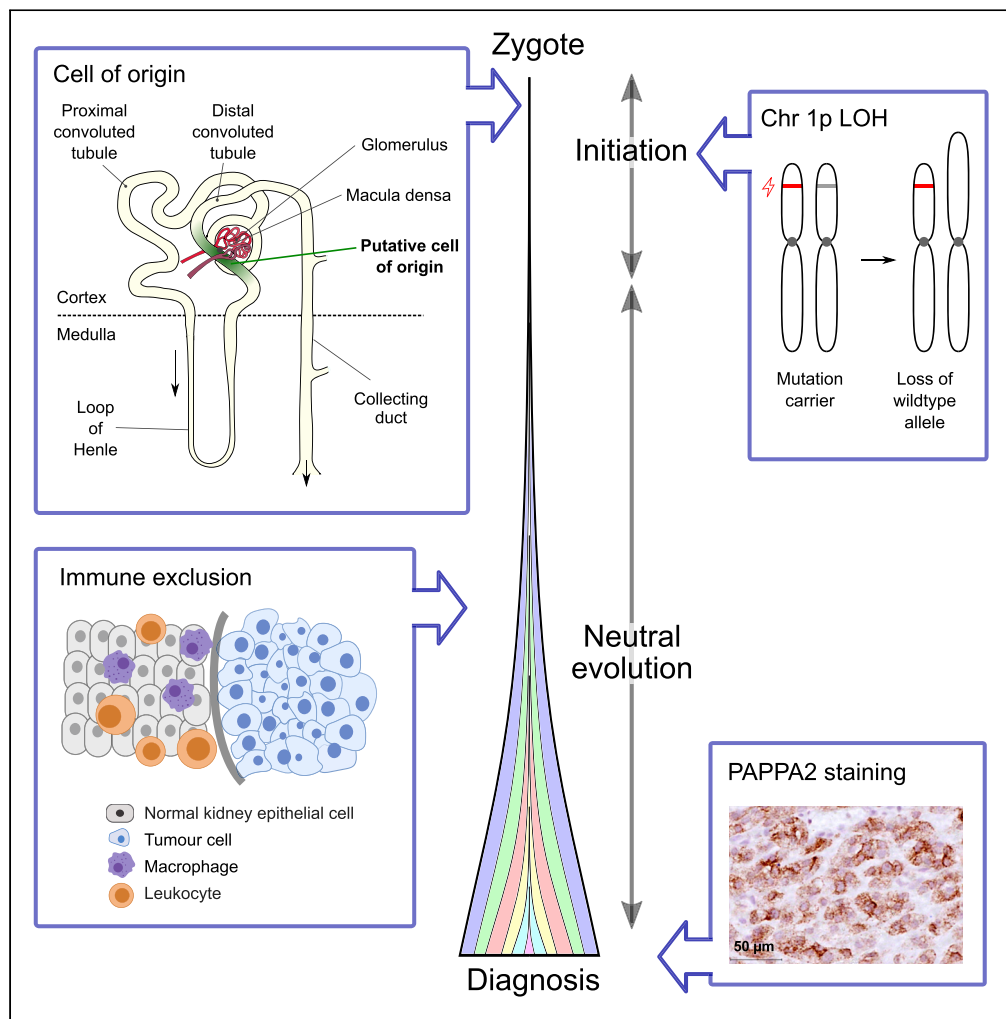 Zygote
Cell of origin
Proximal
convoluted
tubule
Distal
convoluted
tubule
Glomerulus
Macula densa
Putative cell
of origin
Cortex
Medulla
Loop
of
Henle
Collecting
duct
Initiation
Chr 1p LOH
Mutation
carrier
Loss of
wildtype
allele
Immune exclusion
Normal kidney epithelial cell
Tumour cell
Macrophage
Leukocyte
Neutral
evolution
PAPPA2 staining
50 µm
Diagnosis